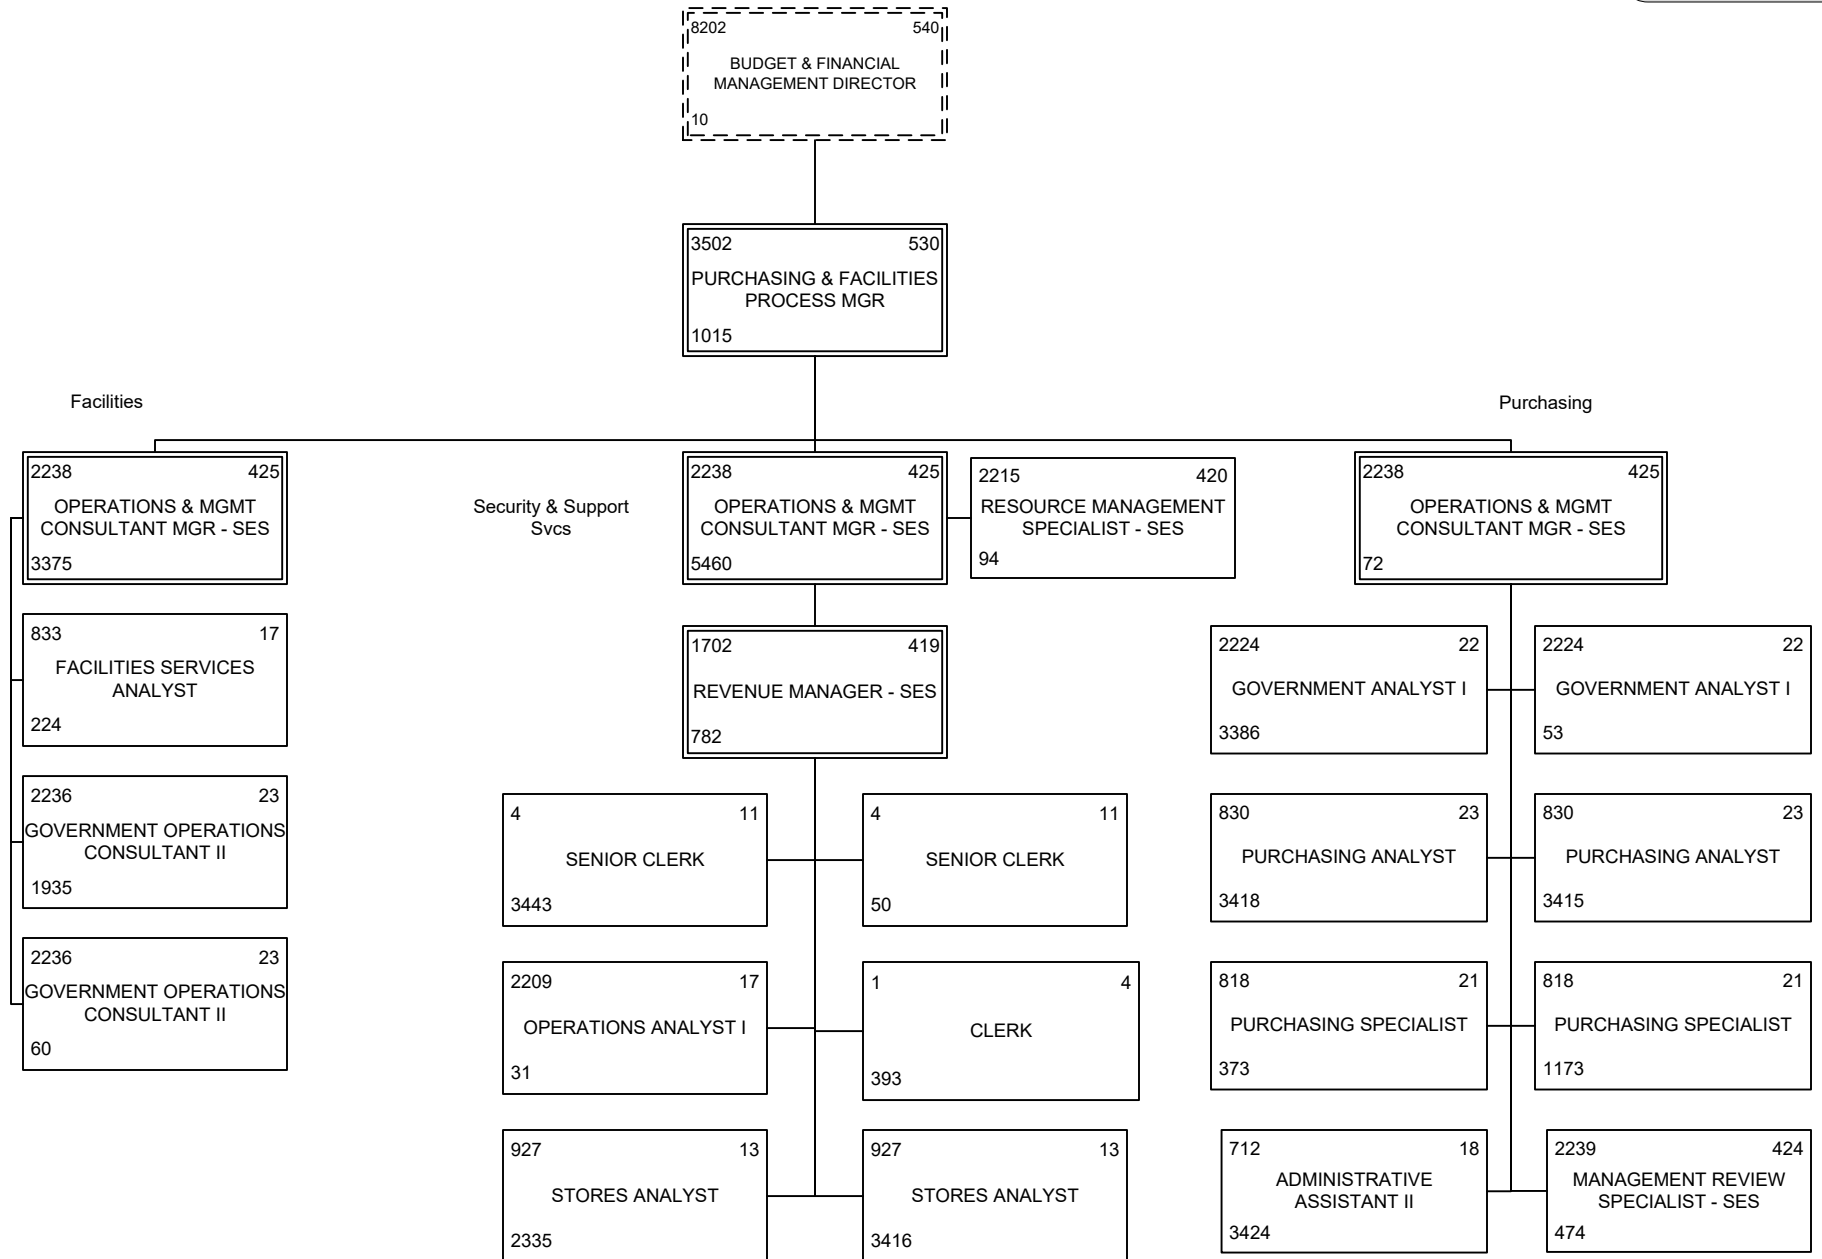 8202 540
BUDGET & FINANCIAL
MANAGEMENT DIRECTOR
10
3502 530
PURCHASING & FACILITIES
PROCESS MGR
1015
Facilities
2238 425
OPERATIONS & MGMT
CONSULTANT MGR - SES
3375
833 17
FACILITIES SERVICES
ANALYST
224
2236 23
GOVERNMENT OPERATIONS
CONSULTANT II
1935
2236 23
GOVERNMENT OPERATIONS
CONSULTANT II
60
Security & Support
Svcs
2238 425
OPERATIONS & MGMT
CONSULTANT MGR - SES
5460
2215 420
RESOURCE MANAGEMENT
SPECIALIST - SES
94
1702 419
REVENUE MANAGER - SES
782
4 11
SENIOR CLERK
3443
4 11
SENIOR CLERK
50
2209 17
OPERATIONS ANALYST I
31
1 4
CLERK
393
927 13
STORES ANALYST
2335
927 13
STORES ANALYST
3416
Purchasing
2238 425
OPERATIONS & MGMT
CONSULTANT MGR - SES
72
2224 22
GOVERNMENT ANALYST I
3386
2224 22
GOVERNMENT ANALYST I
53
830 23
PURCHASING ANALYST
3418
830 23
PURCHASING ANALYST
3415
818 21
PURCHASING SPECIALIST
373
818 21
PURCHASING SPECIALIST
1173
712 18
ADMINISTRATIVE
ASSISTANT II
3424
2239 424
MANAGEMENT REVIEW
SPECIALIST - SES
474